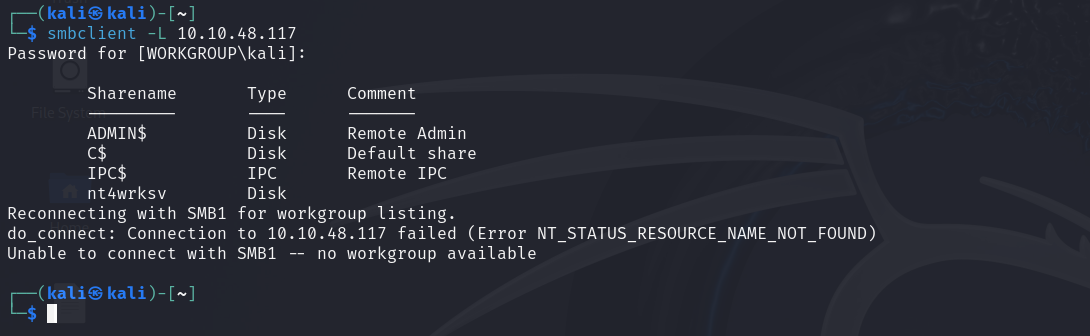 ┌──(kali㉿kali)-[~]
└─$ smbclient -L 10.10.48.117
Password for [WORKGROUP\kali]:
Sharename       Type      Comment
---------       ----      -------
ADMIN$          Disk      Remote Admin
C$              Disk      Default share
IPC$            IPC       Remote IPC
nt4wrksv        Disk
Reconnecting with SMB1 for workgroup listing.
do_connect: Connection to 10.10.48.117 failed (Error NT_STATUS_RESOURCE_NAME_NOT_FOUND)
Unable to connect with SMB1 -- no workgroup available
┌──(kali㉿kali)-[~]
└─$
File System